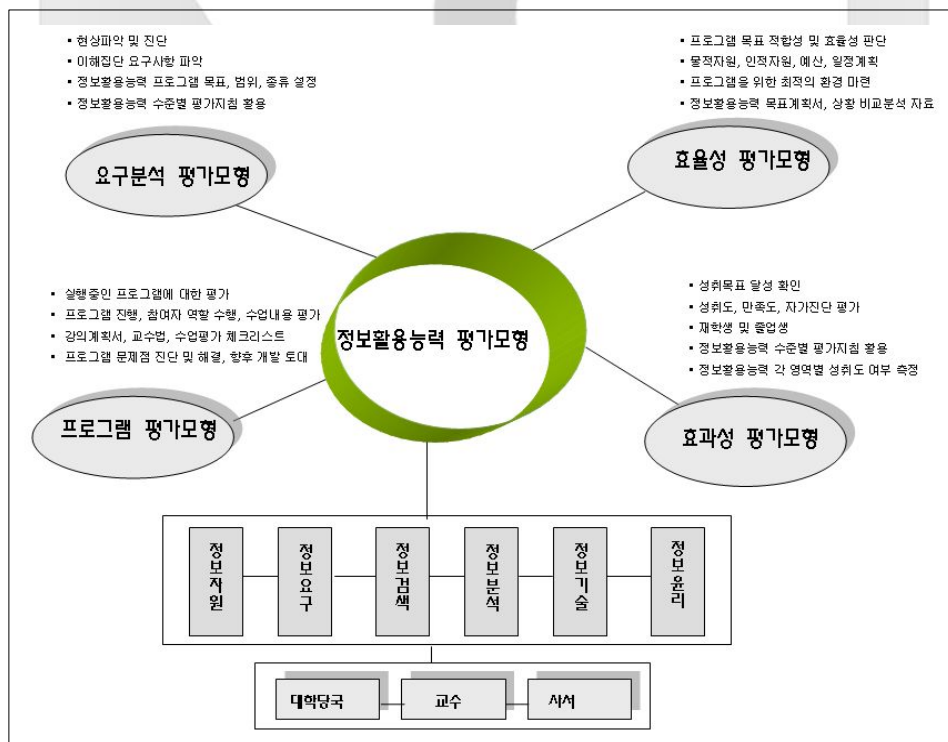 • 현상파악 및 진단
• 이해집단 요구사항 파악
• 정보활용능력 프로그램 목표, 범위, 종류 설정
• 정보활용능력 수준별 평가지침 활용
요구분석 평가모형
• 프로그램 목표 적합성 및 효율성 판단
• 물적자원, 인적자원, 예산, 일정계획
• 프로그램을 위한 최적의 환경 마련
• 정보활용능력 목표계획서, 상황 비교분석 자료
효율성 평가모형
정보활용능력 평가모형
• 실행중인 프로그램에 대한 평가
• 프로그램 진행, 참여자 역할 수행, 수업내용 평가
• 강의계획서, 교수법, 수업평가 체크리스트
• 프로그램 문제점 진단 및 해결, 향후 개발 토대
프로그램 평가모형
• 성취목표 달성 확인
• 성취도, 만족도, 자가진단 평가
• 재학생 및 졸업생
• 정보활용능력 수준별 평가지침 활용
• 정보활용능력 각 영역별 성취도 여부 측정
효과성 평가모형
정보자원
정보요구
정보검색
정보분석
정보기술
정보윤리
대학당국
교수
사서